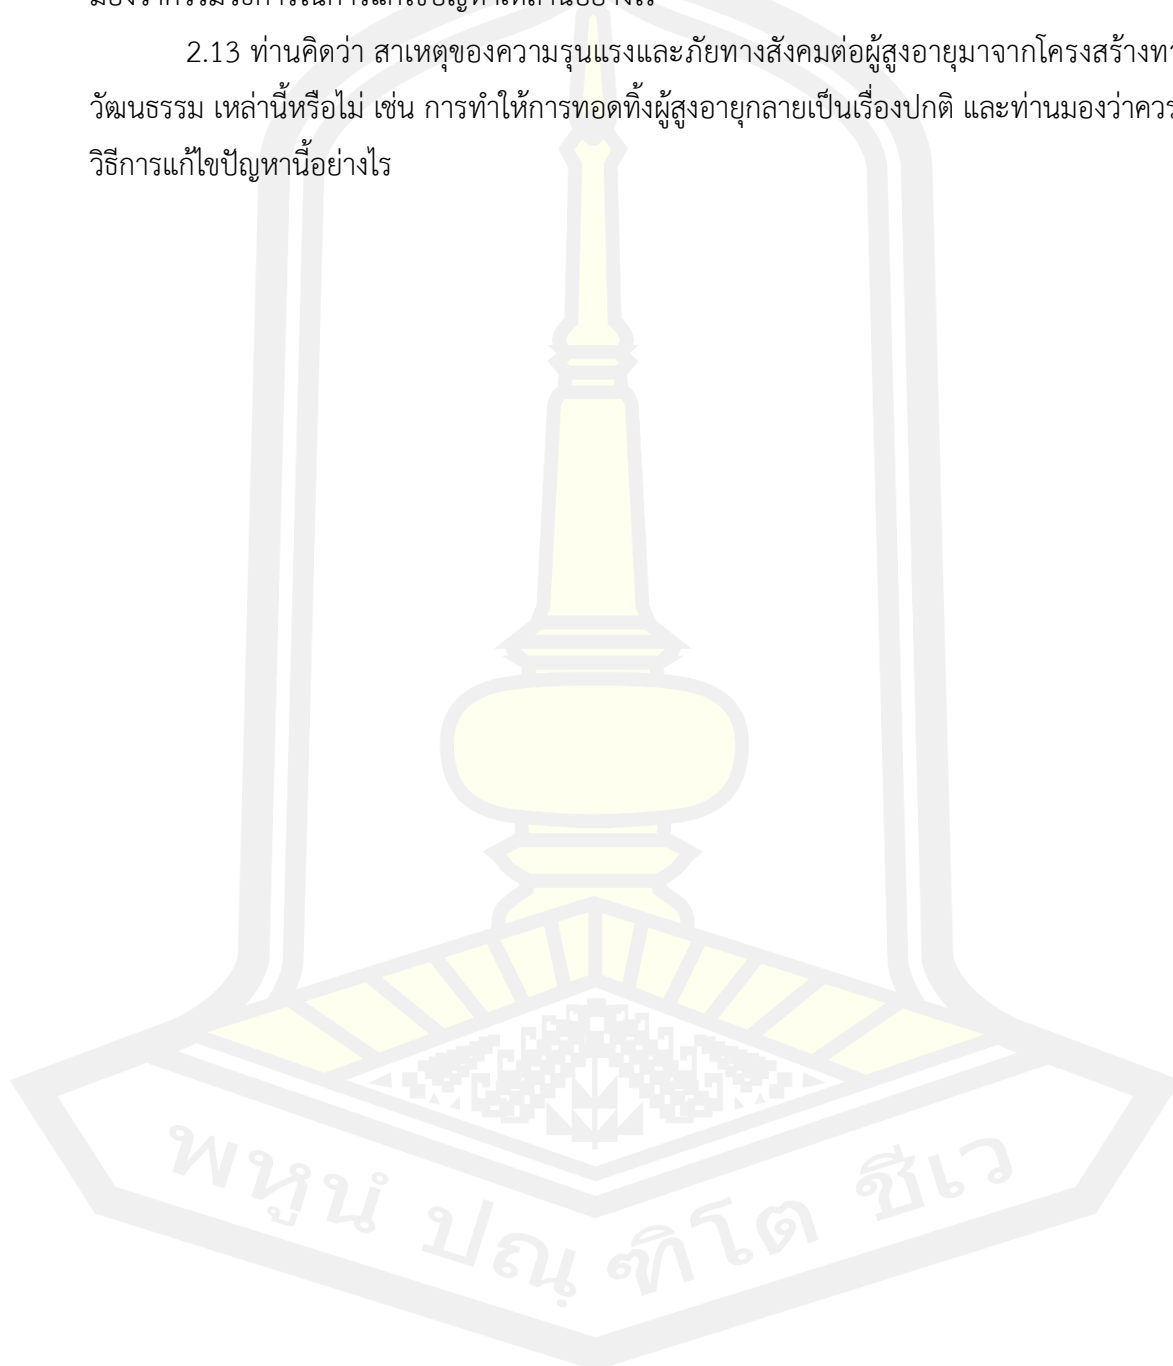 2.13 ท่านคิดว่า สาเหตุของความรุนแรงและภัยทางสังคมต่อผู้สูงอายุมาจากโครงสร้าง
วัฒนธรรม เหล่านี้หรือไม่ เช่น การทำให้การทอดทิ้งผู้สูงอายุกลายเป็นเรื่องปกติ และท่านมองว่า
วิธีการแก้ไขปัญหานี้อย่างไร
พหูนํ ปณฺฑิโต ชีเว